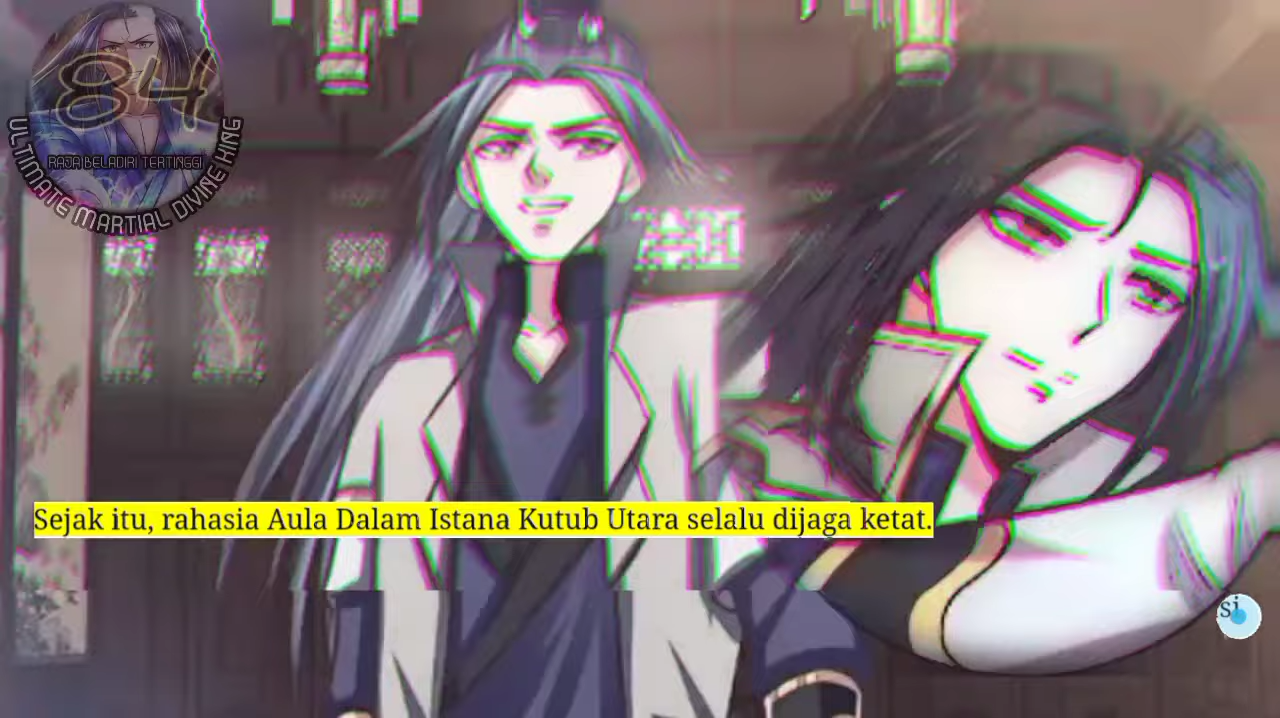 84
RAJA BELADIRI TERTINGGI
ULTIMATE MARTIAL DIVINE KING
Sejak itu, rahasia Aula Dalam Istana Kutub Utara selalu dijaga ketat.
si